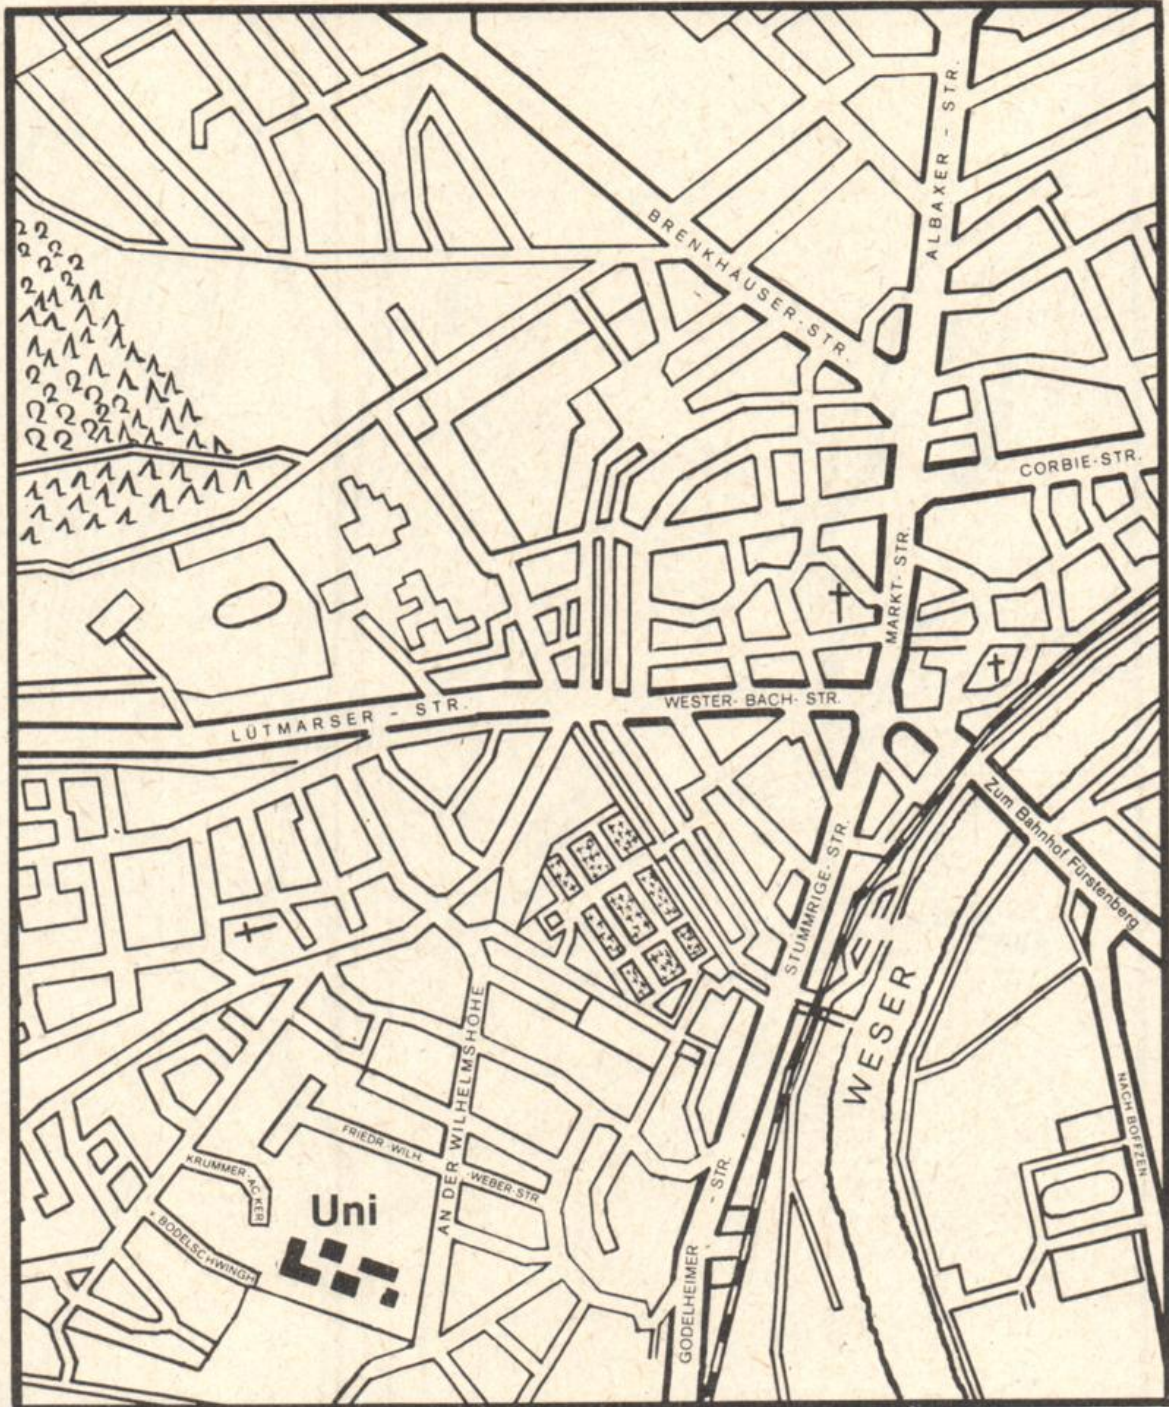 ALBAXER - STR.
BRENKHÄUSER-STR.
CORBIE-STR.
MARKT-STR.
WESTER-BACH-STR.
LÜTMARSER - STR.
Zum Bahnhof Fürstenberg
STUMMRIGE-STR.
WESER
AN DER WILHELMSHÖHE
NACH BOFFZEN
FRIEDR.-WILH.
-WEBER-STR.
KRUMMER-ACKER
Uni
v. BODELSCHWINGH
GODELHEIMER - STR.